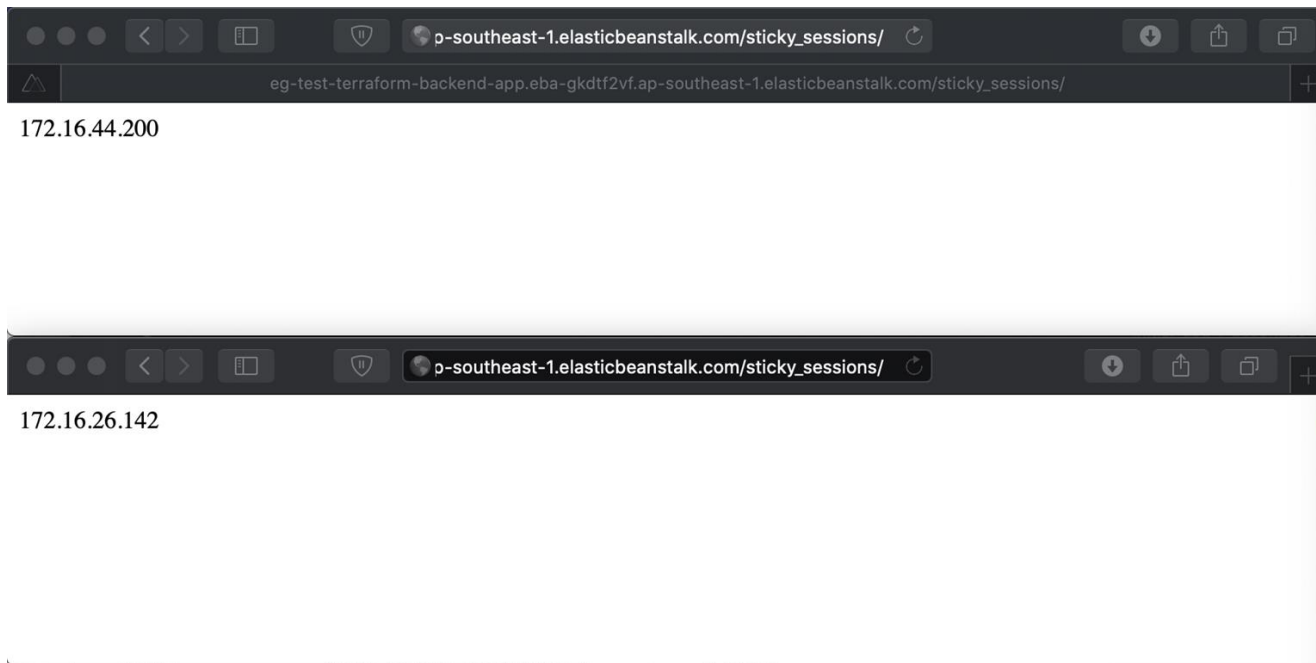 p-southeast-1.elasticbeanstalk.com/sticky_sessions/
eg-test-terraform-backend-app.eba-gkdtf2vf.ap-southeast-1.elasticbeanstalk.com/sticky_sessions/
172.16.44.200
p-southeast-1.elasticbeanstalk.com/sticky_sessions/
172.16.26.142